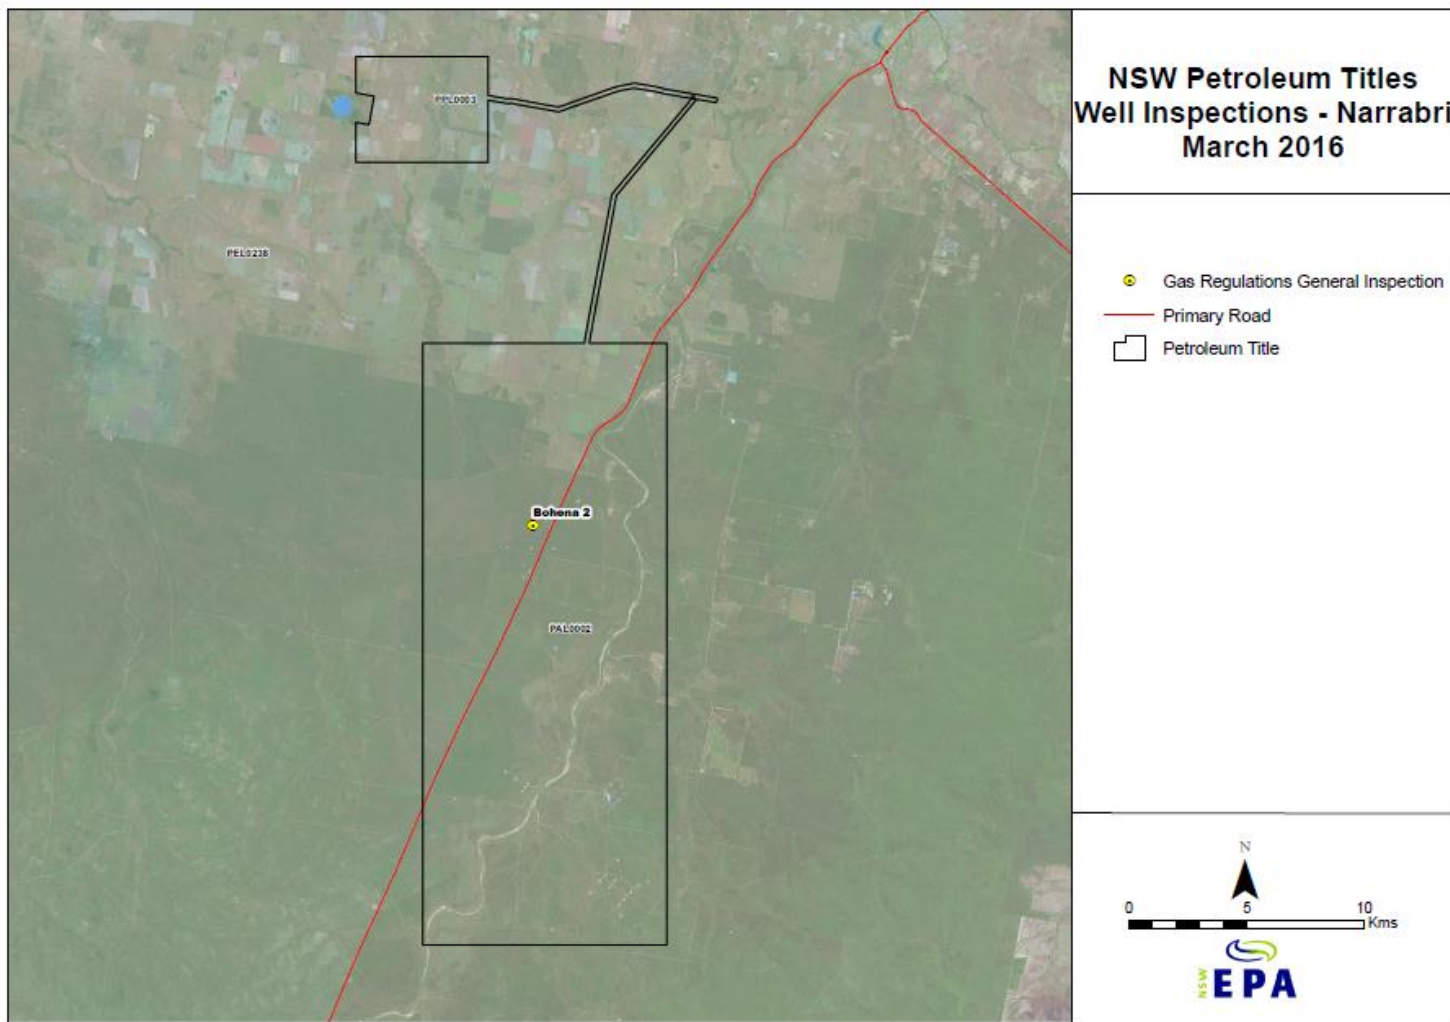 NSW Petroleum Titles
Well Inspections - Narrabri
March 2016
PPL0003
PEL0238
Bohena 2
PAL0002
Gas Regulations General Inspection
Primary Road
Petroleum Title
N
0 5 10
Kms
NSW EPA